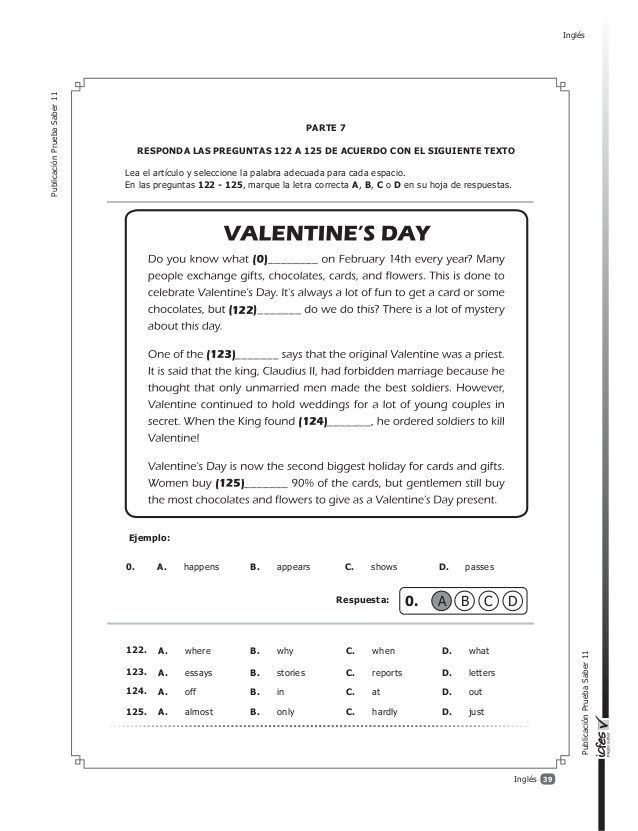 Inglés
Publicación Prueba Saber 11
PARTE 7
RESPONDA LAS PREGUNTAS 122 A 125 DE ACUERDO CON EL SIGUIENTE TEXTO
Lea el artículo y seleccione la palabra adecuada para cada espacio.
En las preguntas 122 - 125, marque la letra correcta A, B, C o D en su hoja de respuestas.
VALENTINE'S DAY
Do you know what (0)________ on February 14th every year? Many
people exchange gifts, chocolates, cards, and flowers. This is done to
celebrate Valentine's Day. It's always a lot of fun to get a card or some
chocolates, but (122)_______ do we do this? There is a lot of mystery
about this day.
One of the (123)_______ says that the original Valentine was a priest.
It is said that the king, Claudius II, had forbidden marriage because he
thought that only unmarried men made the best soldiers. However,
Valentine continued to hold weddings for a lot of young couples in
secret. When the King found (124)_______, he ordered soldiers to kill
Valentine!
Valentine's Day is now the second biggest holiday for cards and gifts.
Women buy (125)_______ 90% of the cards, but gentlemen still buy
the most chocolates and flowers to give as a Valentine's Day present.
Ejemplo:
0. A. happens B. appears C. shows D. passes
Respuesta: 0. A B C D
122. A. where B. why C. when D. what
123. A. essays B. stories C. reports D. letters
124. A. off B. in C. at D. out
125. A. almost B. only C. hardly D. just
Publicación Prueba Saber 11
icfes
Inglés 39